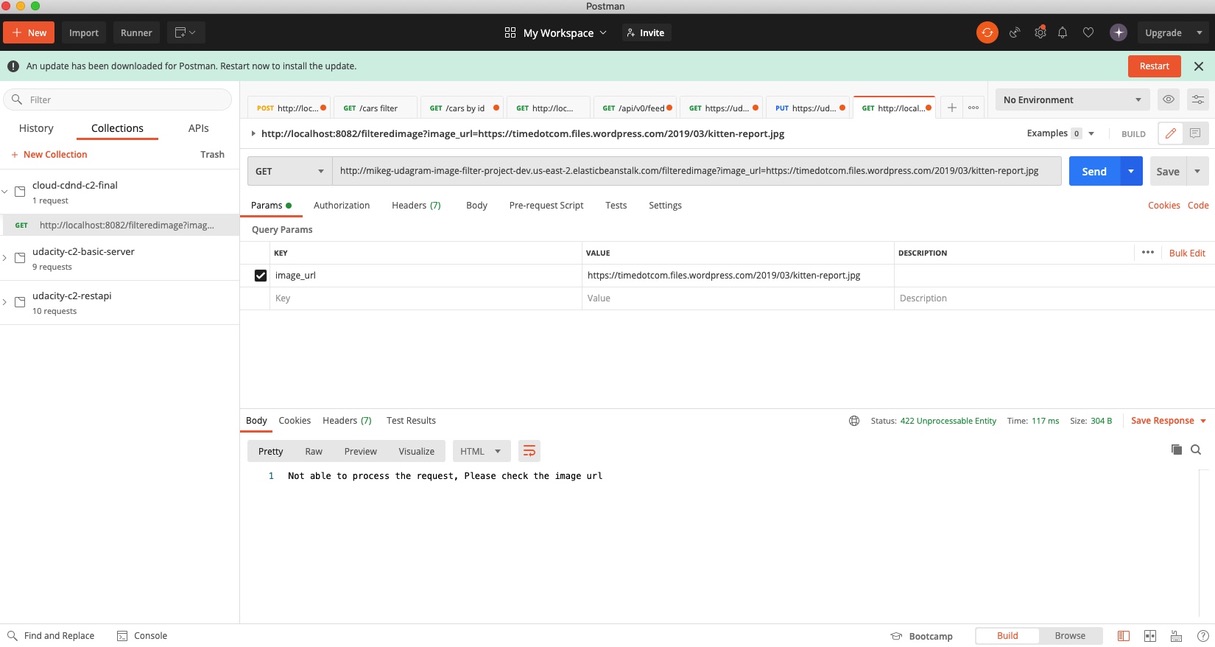 Postman
+ New
Import
Runner
My Workspace
Invite
Upgrade
An update has been downloaded for Postman. Restart now to install the update.
Restart
Filter
History
Collections
APIs
+ New Collection
Trash
cloud-cdnd-c2-final
1 request
GET http://localhost:8082/filteredimage?imag...
udacity-c2-basic-server
9 requests
udacity-c2-restapi
10 requests
POST http://loc...
GET /cars filter
GET /cars by id
GET http://loc...
GET /api/v0/feed
GET https://ud...
PUT https://ud...
GET http://local...
No Environment
http://localhost:8082/filteredimage?image_url=https://timedotcom.files.wordpress.com/2019/03/kitten-report.jpg
Examples 0
BUILD
GET
http://mikeg-udagram-image-filter-project-dev.us-east-2.elasticbeanstalk.com/filteredimage?image_url=https://timedotcom.files.wordpress.com/2019/03/kitten-report.jpg
Send
Save
Params
Authorization
Headers (7)
Body
Pre-request Script
Tests
Settings
Cookies
Code
Query Params
KEY
VALUE
DESCRIPTION
Bulk Edit
image_url
https://timedotcom.files.wordpress.com/2019/03/kitten-report.jpg
Key
Value
Description
Body
Cookies
Headers (7)
Test Results
Status: 422 Unprocessable Entity
Time: 117 ms
Size: 304 B
Save Response
Pretty
Raw
Preview
Visualize
HTML
1 Not able to process the request, Please check the image url
Find and Replace
Console
Bootcamp
Build
Browse